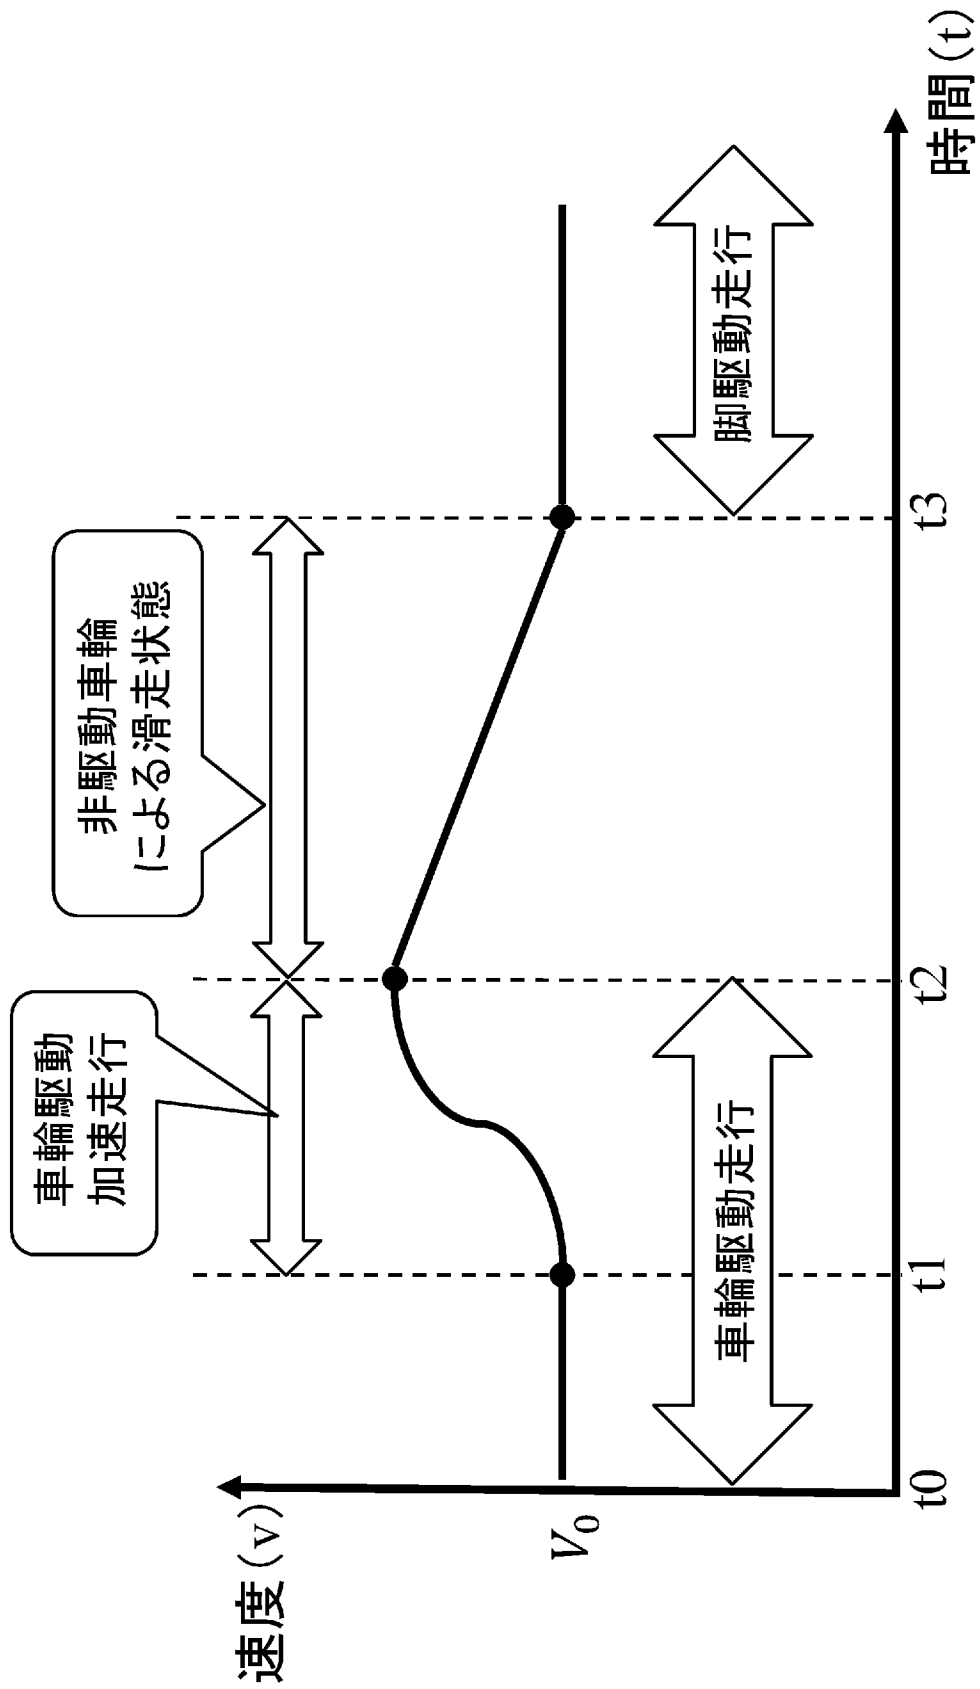 車輪駆動
加速走行
非駆動車輪
による滑走状態
速度(v)
V0
車輪駆動走行
脚駆動走行
t0
t1
t2
t3
時間(t)